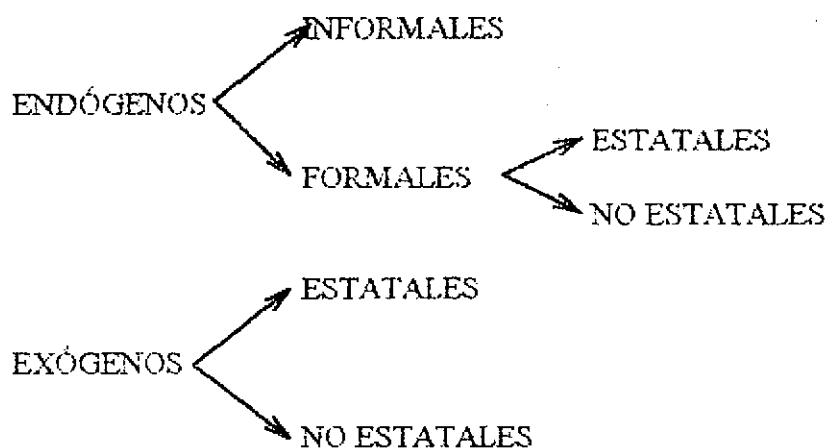 INFORMALES
ENDÓGENOS
ESTATALES
FORMALES
NO ESTATALES
ESTATALES
EXÓGENOS
NO ESTATALES